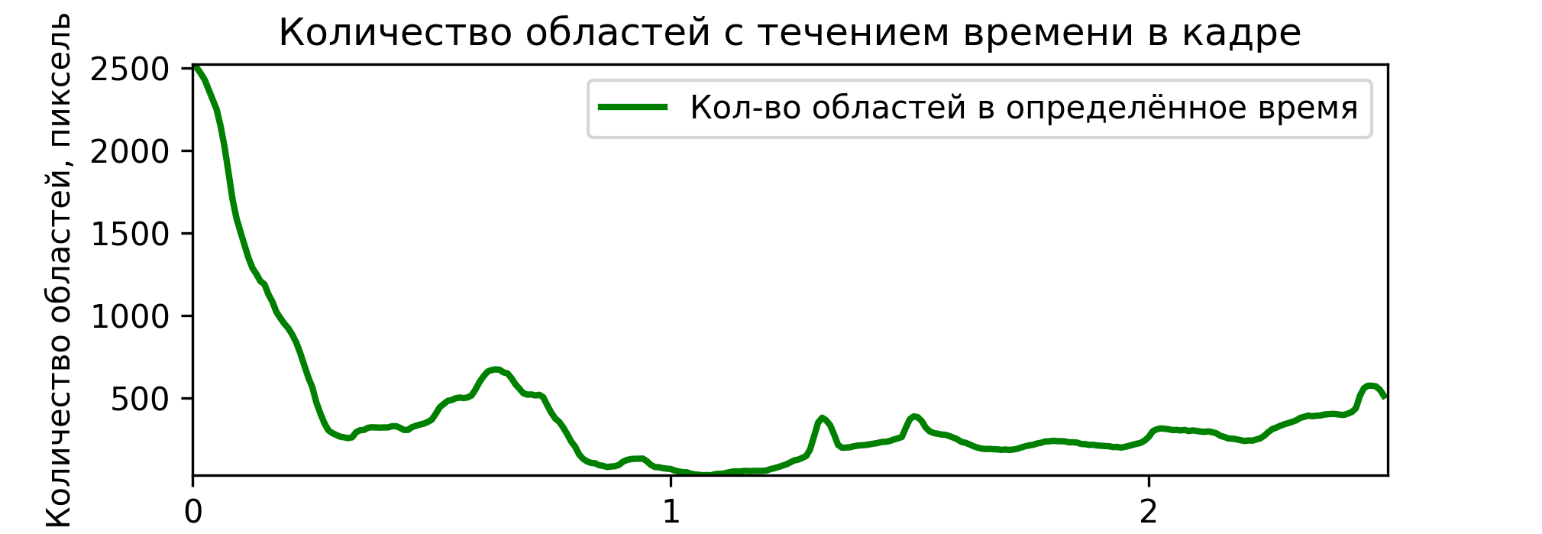 Количество областей с течением времени в кадре
Количество областей, пиксель
2500
2000
1500
1000
500
Кол-во областей в определённое время
0 1 2